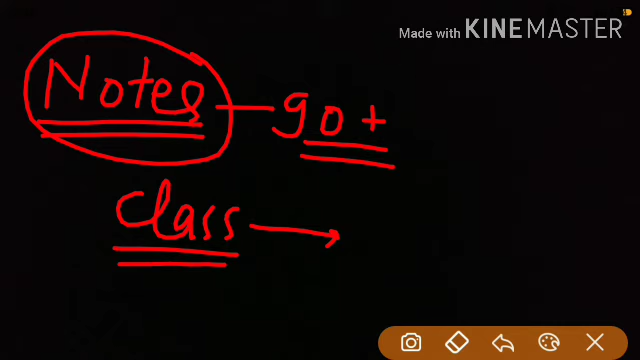 Made with KINEMASTER
Notes — 90+
Class →